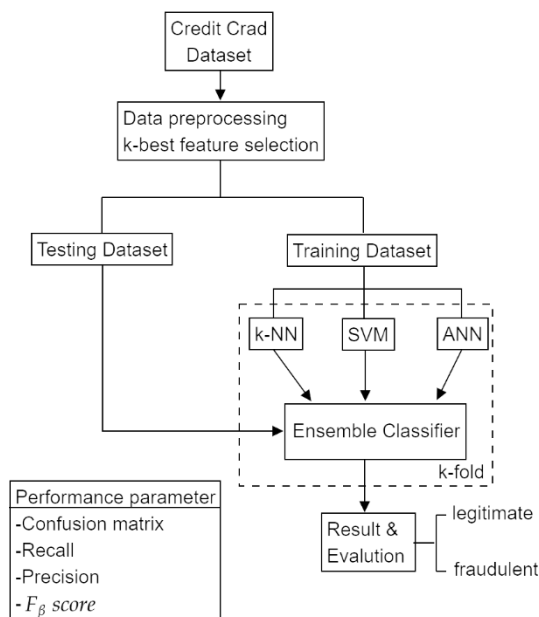 Credit Crad
Dataset
Data preprocessing
k-best feature selection
Testing Dataset
Training Dataset
k-NN
SVM
ANN
Ensemble Classifier
k-fold
Performance parameter
-Confusion matrix
-Recall
-Precision
- Fβ score
Result &
Evalution
legitimate
fraudulent